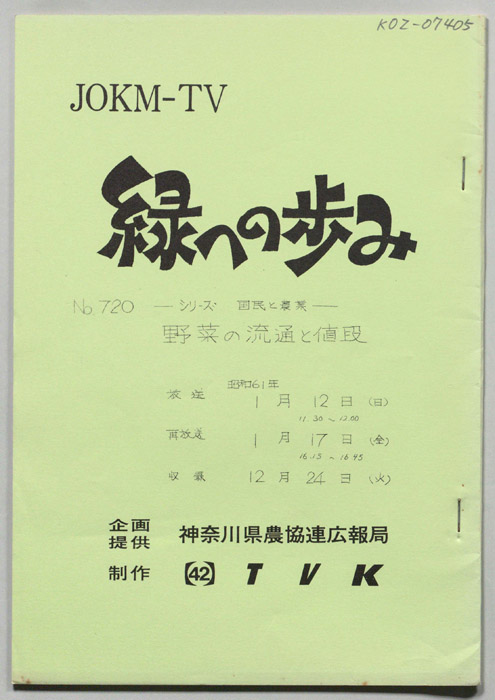 KOZ-07405
JOKM-TV
緑への歩み
No.720 ― シリーズ 国民と農業 ―
野菜の流通と値段
昭和61年
放送 1月 12日 (日)
11.30〜12.00
再放送 1月 17日 (金)
16.15〜16.45
収録 12月 24日 (火)
企画
提供 神奈川県農協連広報局
制作 【42】 TVK